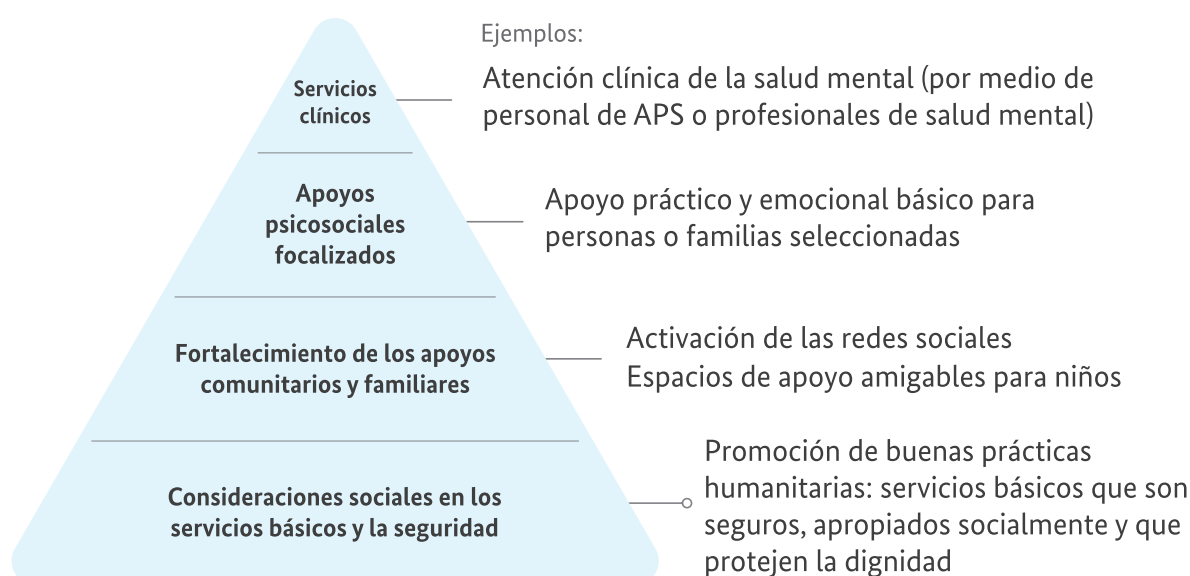 Ejemplos:
Servicios
clínicos
Atención clínica de la salud mental (por medio de
personal de APS o profesionales de salud mental)
Apoyos
psicosociales
focalizados
Apoyo práctico y emocional básico para
personas o familias seleccionadas
Fortalecimiento de los apoyos
comunitarios y familiares
Activación de las redes sociales
Espacios de apoyo amigables para niños
Consideraciones sociales en los
servicios básicos y la seguridad
Promoción de buenas prácticas
humanitarias: servicios básicos que son
seguros, apropiados socialmente y que
protejen la dignidad